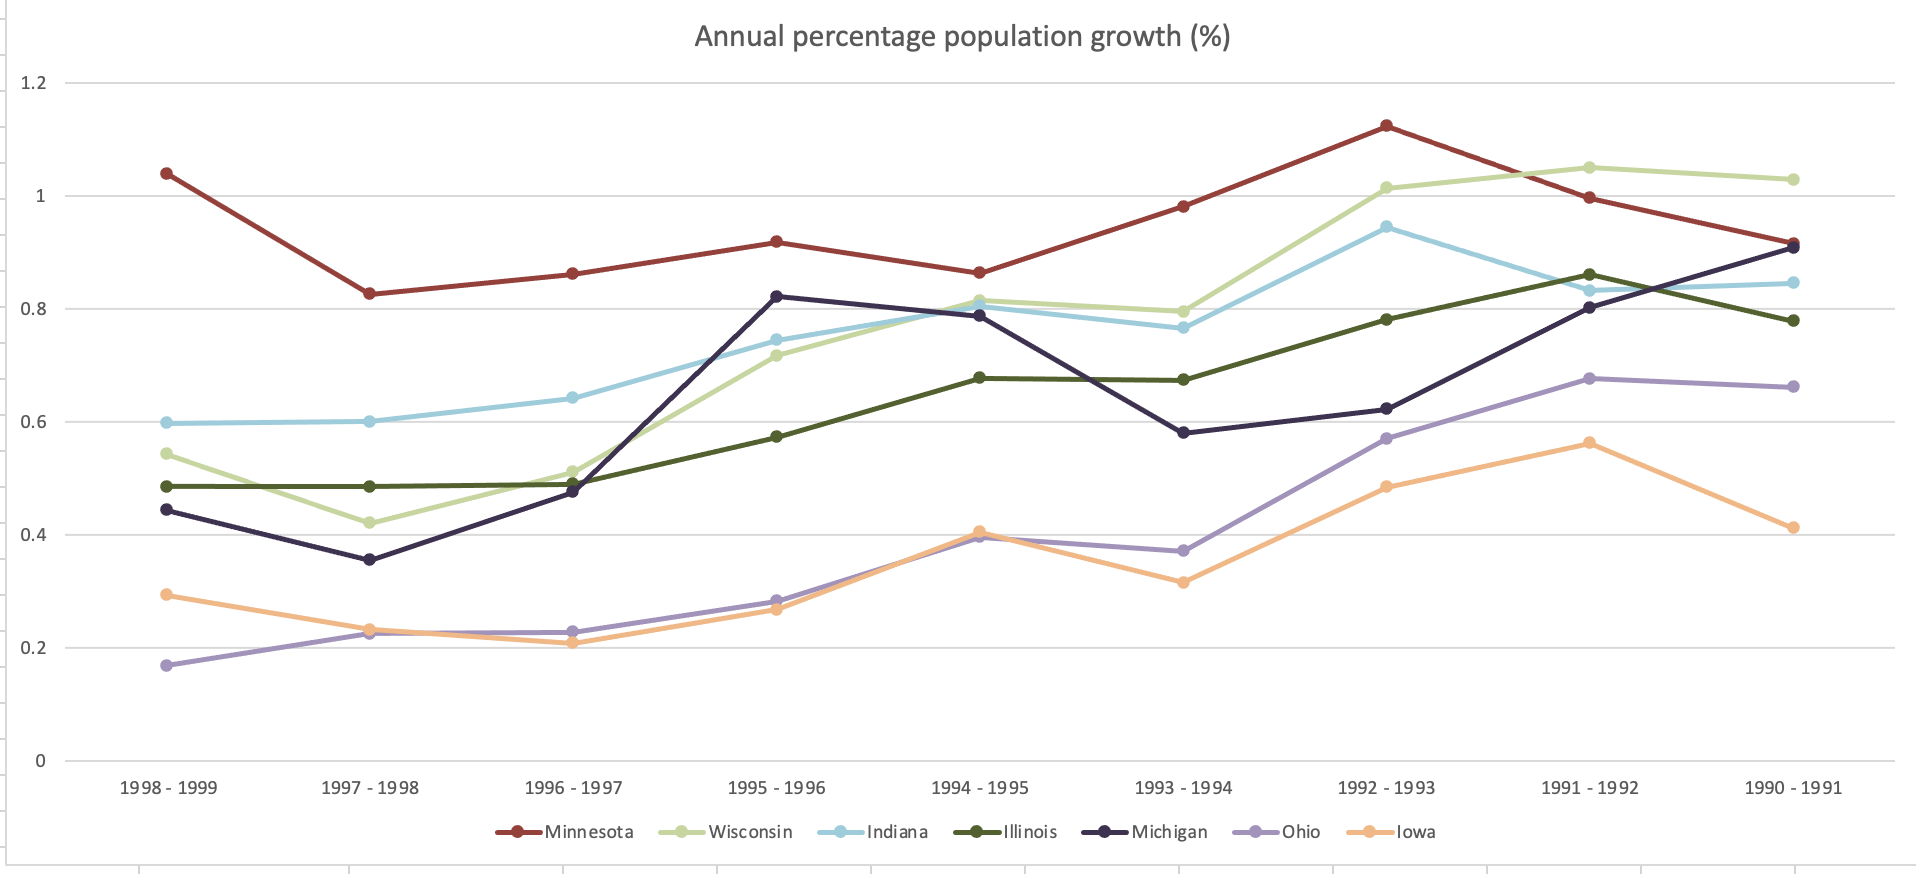 Annual percentage population growth (%)
1.2
1
0.8
0.6
0.4
0.2
0
1998 - 1999 1997 - 1998 1996 - 1997 1995 - 1996 1994 - 1995 1993 - 1994 1992 - 1993 1991 - 1992 1990 - 1991
Minnesota Wisconsin Indiana Illinois Michigan Ohio Iowa